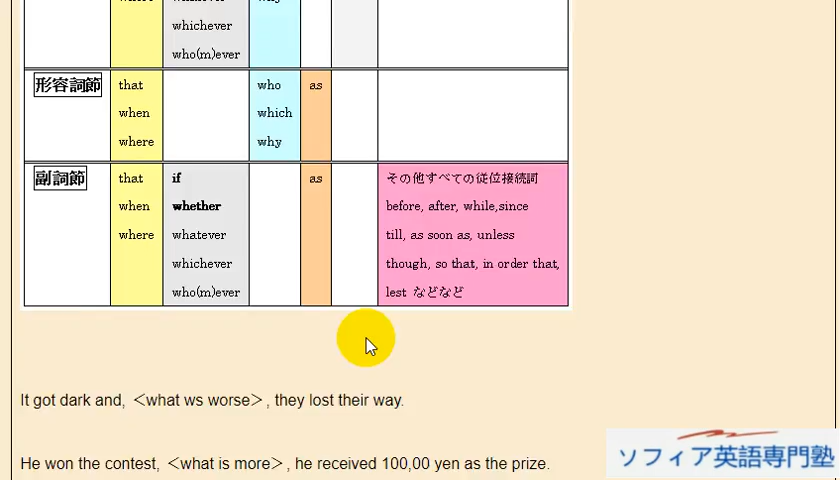 whichever
who(m)ever
形容詞節 that who as
when which
where why
副詞節 that if as その他すべての従位接続詞
when whether before, after, while,since
where whatever till, as soon as, unless
whichever though, so that, in order that,
who(m)ever lest などなど
It got dark and, ＜what ws worse＞, they lost their way.
He won the contest, ＜what is more＞, he received 100,00 yen as the prize.
ソフィア英語専門塾